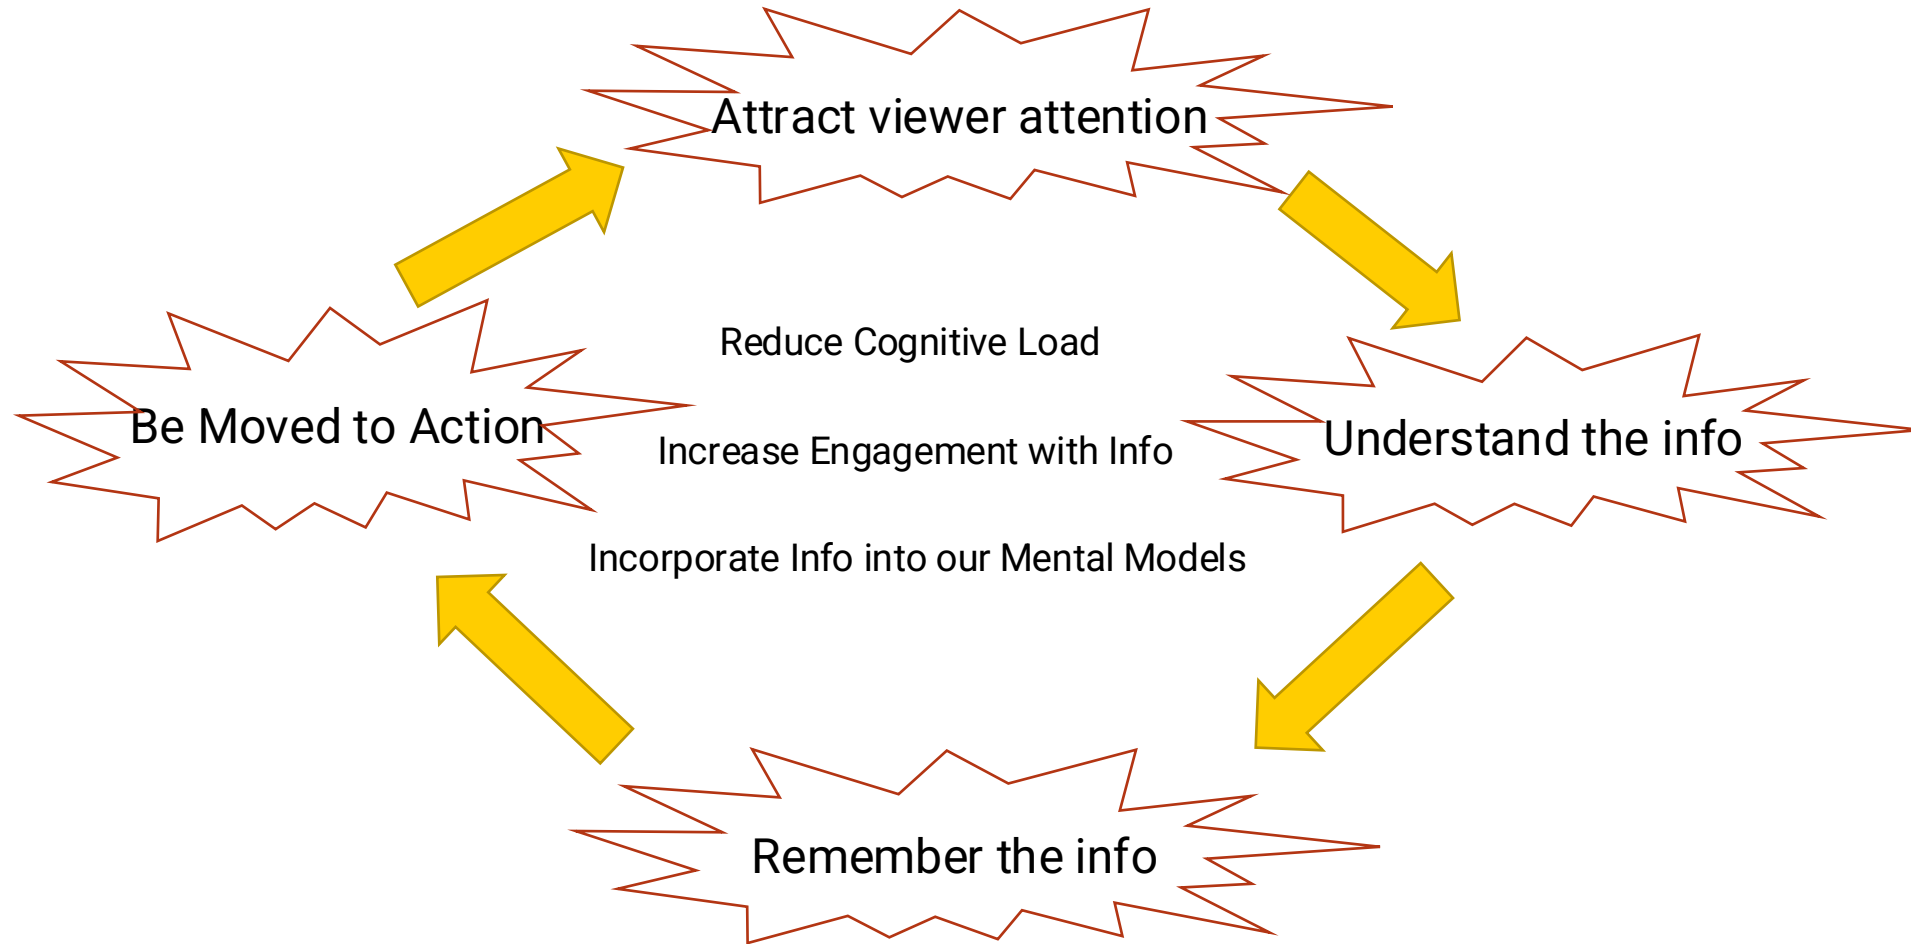 Attract viewer attention
Reduce Cognitive Load
Be Moved to Action
Increase Engagement with Info
Understand the info
Incorporate Info into our Mental Models
Remember the info